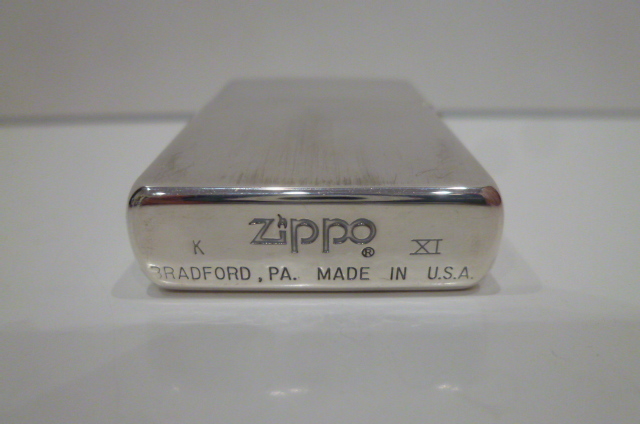 Zippo ®
K XI
BRADFORD, PA. MADE IN U.S.A.